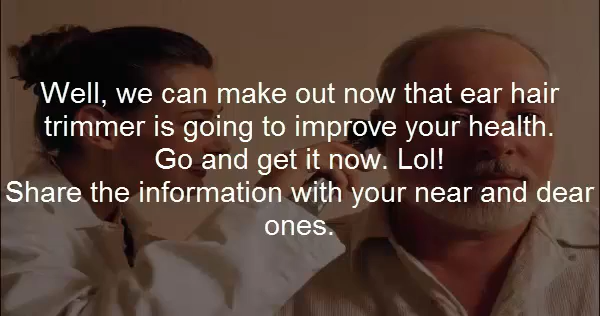 Well, we can make out now that ear hair
trimmer is going to improve your health.
Go and get it now. Lol!
Share the information with your near and dear
ones.